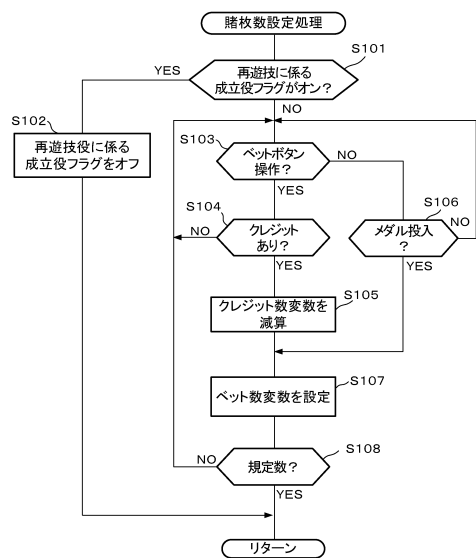 賭枚数設定処理
S101
YES
再遊技に係る
成立役フラグがオン?
NO
S102
再遊技役に係る
成立役フラグをオフ
S103
ベットボタン
操作?
NO
YES
S104
S106
NO
クレジット
あり?
メダル投入
?
NO
YES
YES
S105
クレジット数変数を
減算
S107
ベット数変数を設定
S108
NO
規定数?
YES
リターン